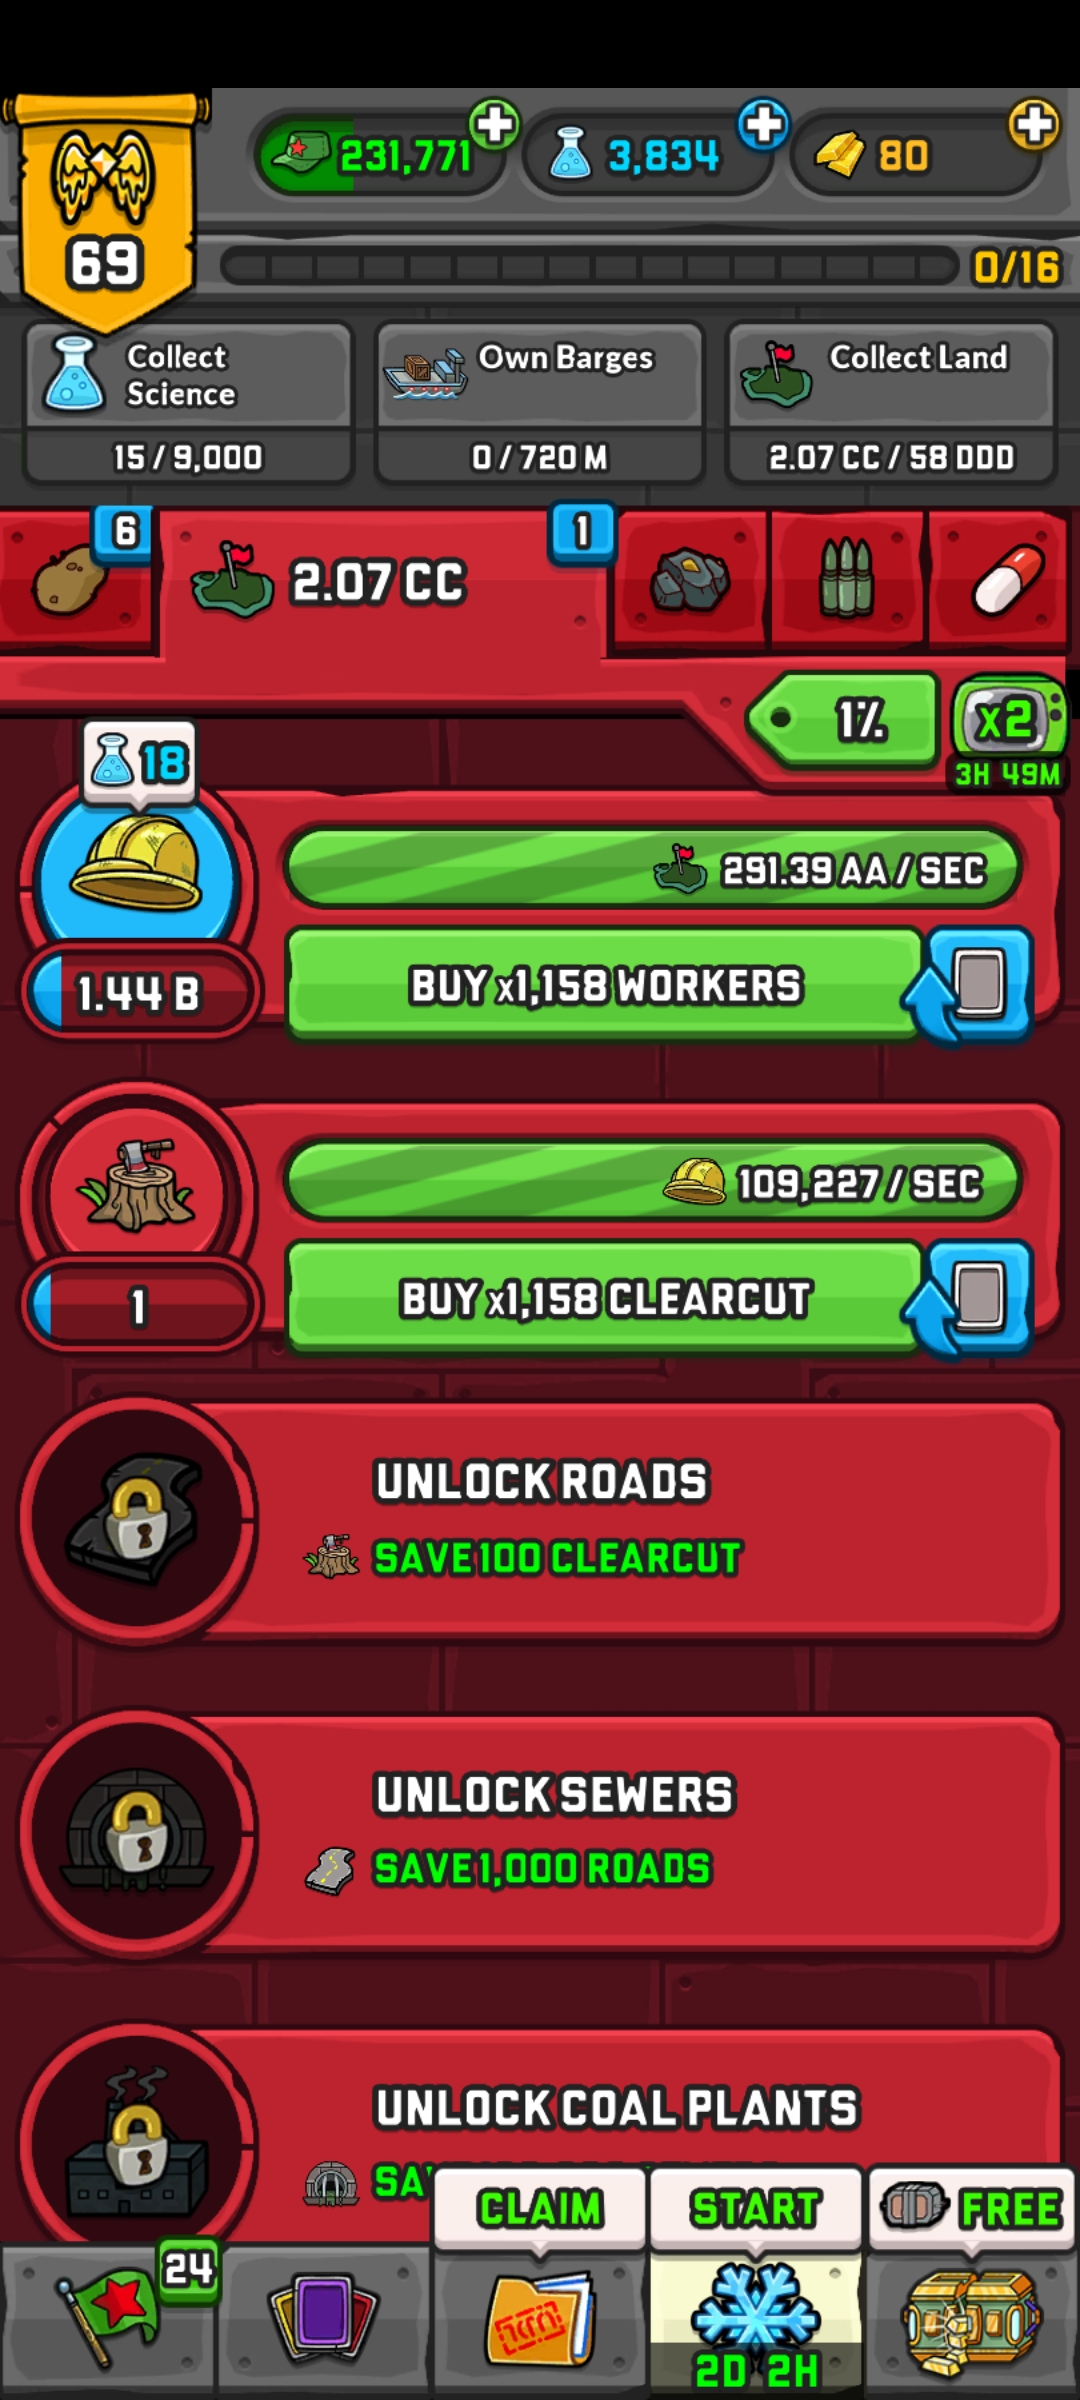 231,771
3,834
80
69
0/16
Collect
Science
15 / 9,000
Own Barges
0 / 720 M
Collect Land
2.07 CC / 58 DDD
6
2.07 CC
1
1%
x2
3H 49M
18
291.39 AA / SEC
1.44 B
BUY x1,158 WORKERS
109,227 / SEC
1
BUY x1,158 CLEARCUT
UNLOCK ROADS
SAVE 100 CLEARCUT
UNLOCK SEWERS
SAVE 1,000 ROADS
UNLOCK COAL PLANTS
CLAIM
START
FREE
24
2D 2H